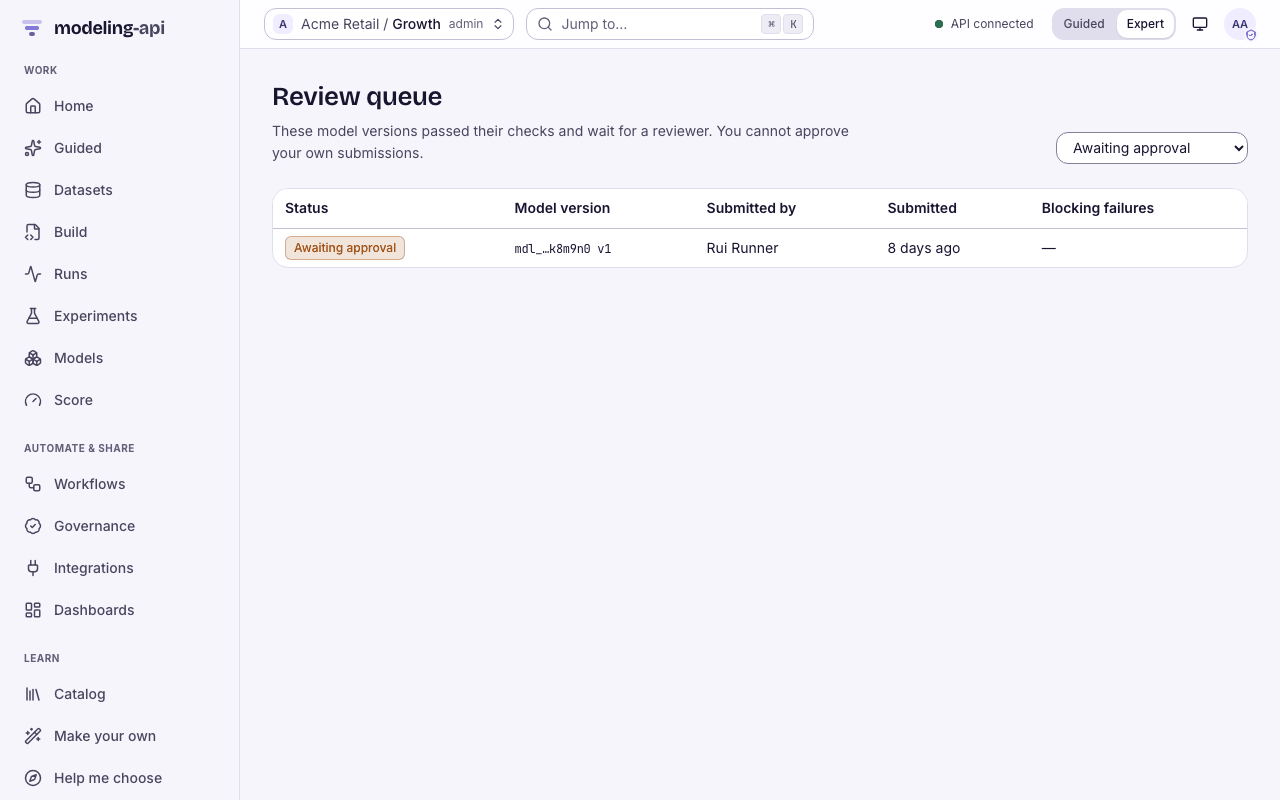 modeling-api
WORK
Home
Guided
Datasets
Build
Runs
Experiments
Models
Score
AUTOMATE & SHARE
Workflows
Governance
Integrations
Dashboards
LEARN
Catalog
Make your own
Help me choose
A Acme Retail / Growth admin
Jump to... ⌘ K
API connected
Guided Expert
AA
Review queue
These model versions passed their checks and wait for a reviewer. You cannot approve
your own submissions.
Awaiting approval
Status Model version Submitted by Submitted Blocking failures
Awaiting approval mdl_…k8m9n0 v1 Rui Runner 8 days ago —